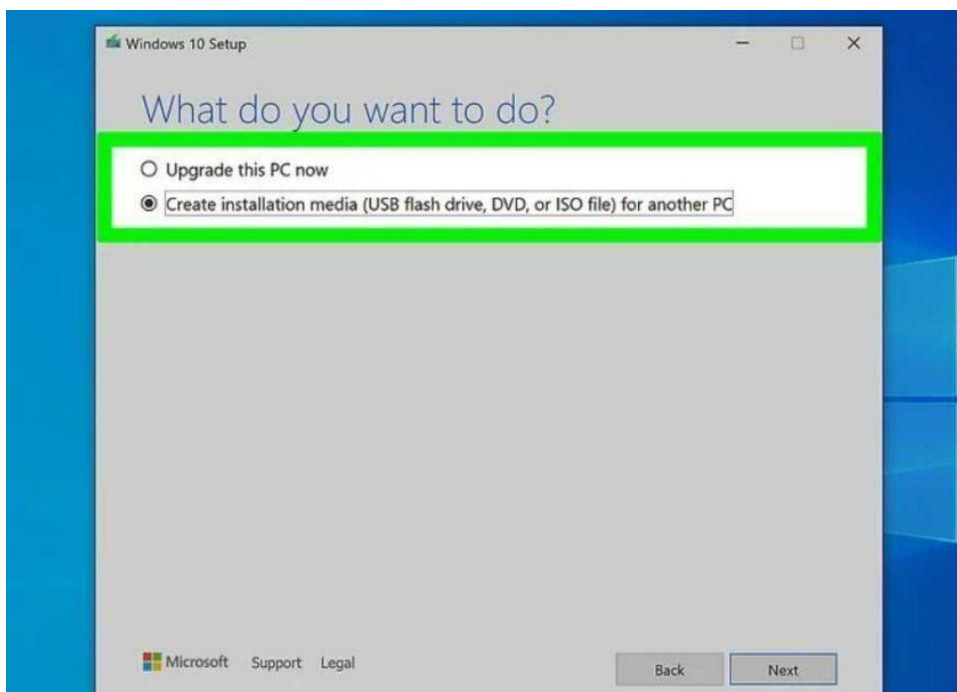 Windows 10 Setup
What do you want to do?
Upgrade this PC now
Create installation media (USB flash drive, DVD, or ISO file) for another PC
Microsoft Support Legal
Back Next